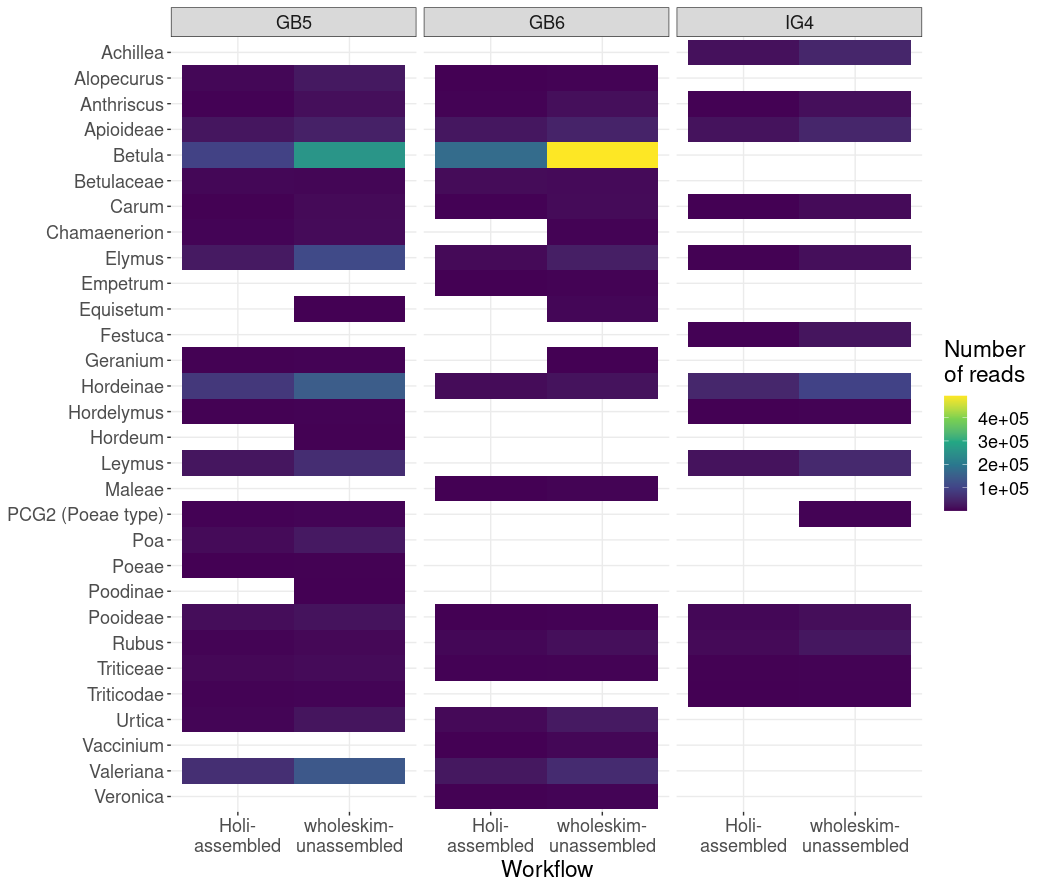 GB5
GB6
IG4
Achillea
Alopecurus
Anthriscus
Apioideae
Betula
Betulaceae
Carum
Chamaenerion
Elymus
Empetrum
Equisetum
Festuca
Geranium
Hordeinae
Hordelymus
Hordeum
Leymus
Maleae
PCG2 (Poeae type)
Poa
Poeae
Poodinae
Pooideae
Rubus
Triticeae
Triticodae
Urtica
Vaccinium
Valeriana
Veronica
Number
of reads
4e+05
3e+05
2e+05
1e+05
Holi-
assembled
wholeskim-
unassembled
Holi-
assembled
wholeskim-
unassembled
Holi-
assembled
wholeskim-
unassembled
Workflow